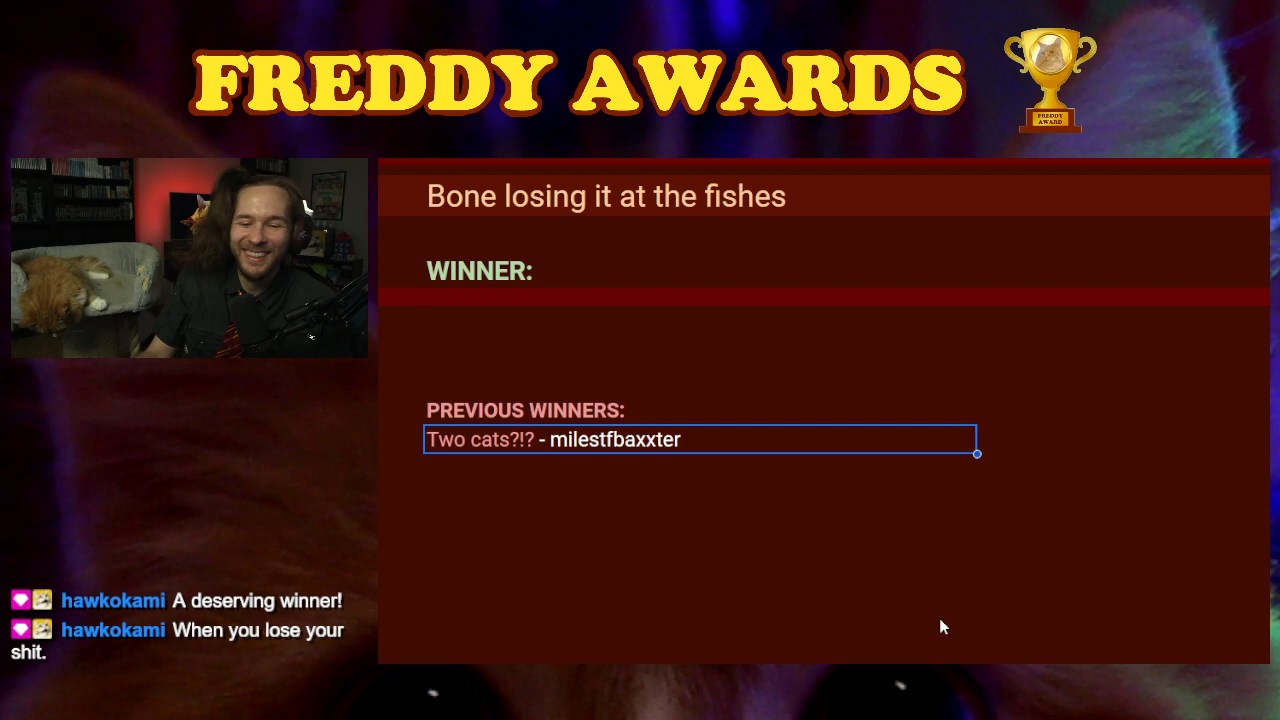 FREDDY AWARDS
FREDDY
AWARD
Bone losing it at the fishes
WINNER:
PREVIOUS WINNERS:
Two cats?!? - milestfbaxxter
hawkokami A deserving winner!
hawkokami When you lose your
shit.